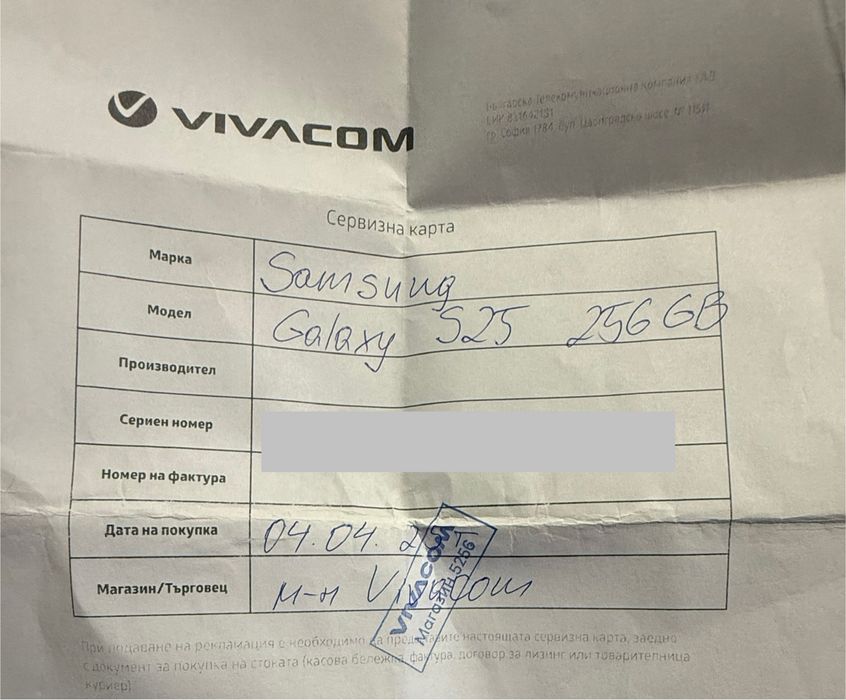 VIVACOM
Българска Телекомуникационна Компания ЕАД
ЕИК 831642181
гр. София 1784, бул. Цариградско шосе, №
Сервизна карта
Марка Samsung
Модел Galaxy S25 256 GB
Производител
Сериен номер
Номер на фактура
Дата на покупка 04.04.
Магазин/Търговец м-н Vivacom
VIVACOM
Магазин 5256
При подаване на рекламация е необходимо да представите настоящата сервизна карта, заедно
с документ за покупка на стоката (касова бележка, фактура, договор за лизинг или товарителница
куриер)